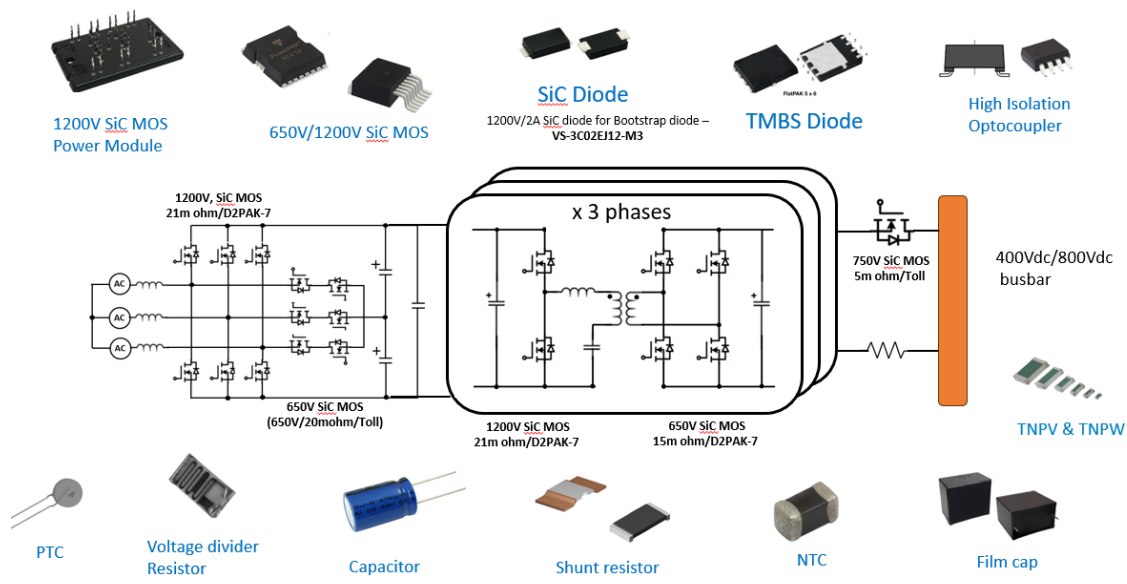 1200V SiC MOS
Power Module
650V/1200V SiC MOS
SiC Diode
1200V/2A SiC diode for Bootstrap diode –
VS-3C02EJ12-M3
FlatPAK 5 x 6
TMBS Diode
High Isolation
Optocoupler
1200V, SiC MOS
21m ohm/D2PAK-7
AC
AC
AC
650V SiC MOS
(650V/20mohm/Toll)
x 3 phases
1200V SiC MOS
21m ohm/D2PAK-7
650V SiC MOS
15m ohm/D2PAK-7
750V SiC MOS
5m ohm/Toll
400Vdc/800Vdc
busbar
TNPV & TNPW
PTC
Voltage divider
Resistor
Capacitor
Shunt resistor
NTC
Film cap